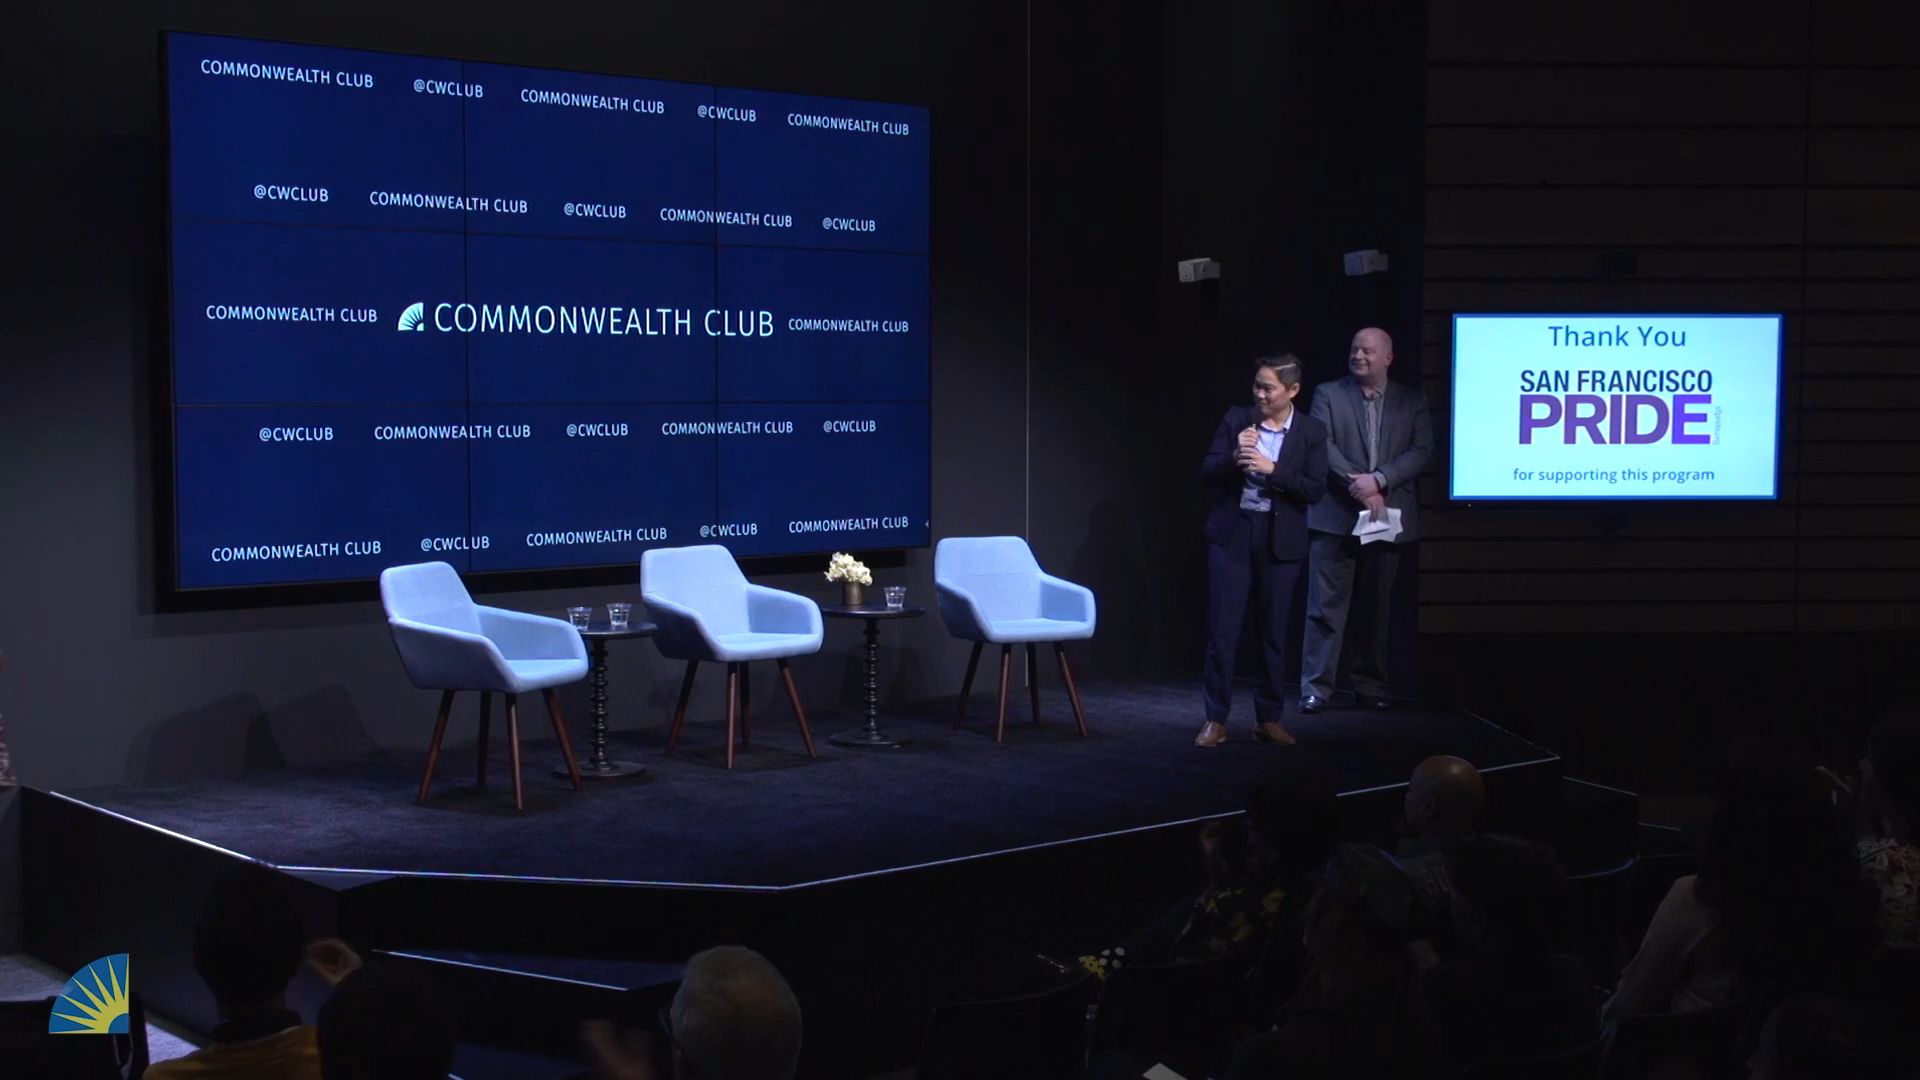 COMMONWEALTH CLUB @CWCLUB COMMONWEALTH CLUB @CWCLUB COMMONWEALTH CLUB
@CWCLUB COMMONWEALTH CLUB @CWCLUB COMMONWEALTH CLUB @CWCLUB
COMMONWEALTH CLUB COMMONWEALTH CLUB COMMONWEALTH CLUB
@CWCLUB COMMONWEALTH CLUB @CWCLUB COMMONWEALTH CLUB @CWCLUB
COMMONWEALTH CLUB @CWCLUB COMMONWEALTH CLUB @CWCLUB COMMONWEALTH CLUB
Thank You
SAN FRANCISCO
PRIDE
for supporting this program